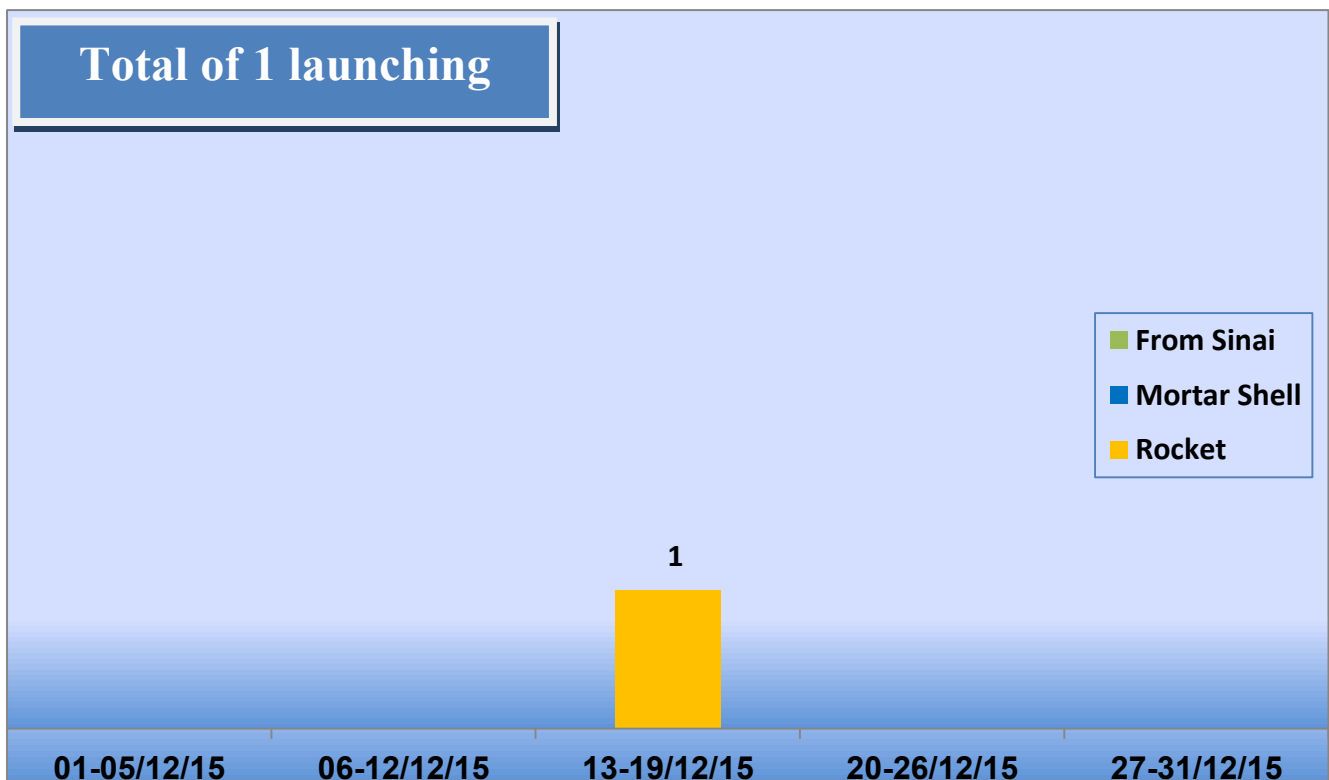 Total of 1 launching
From Sinai
Mortar Shell
Rocket
1
01-05/12/15
06-12/12/15
13-19/12/15
20-26/12/15
27-31/12/15